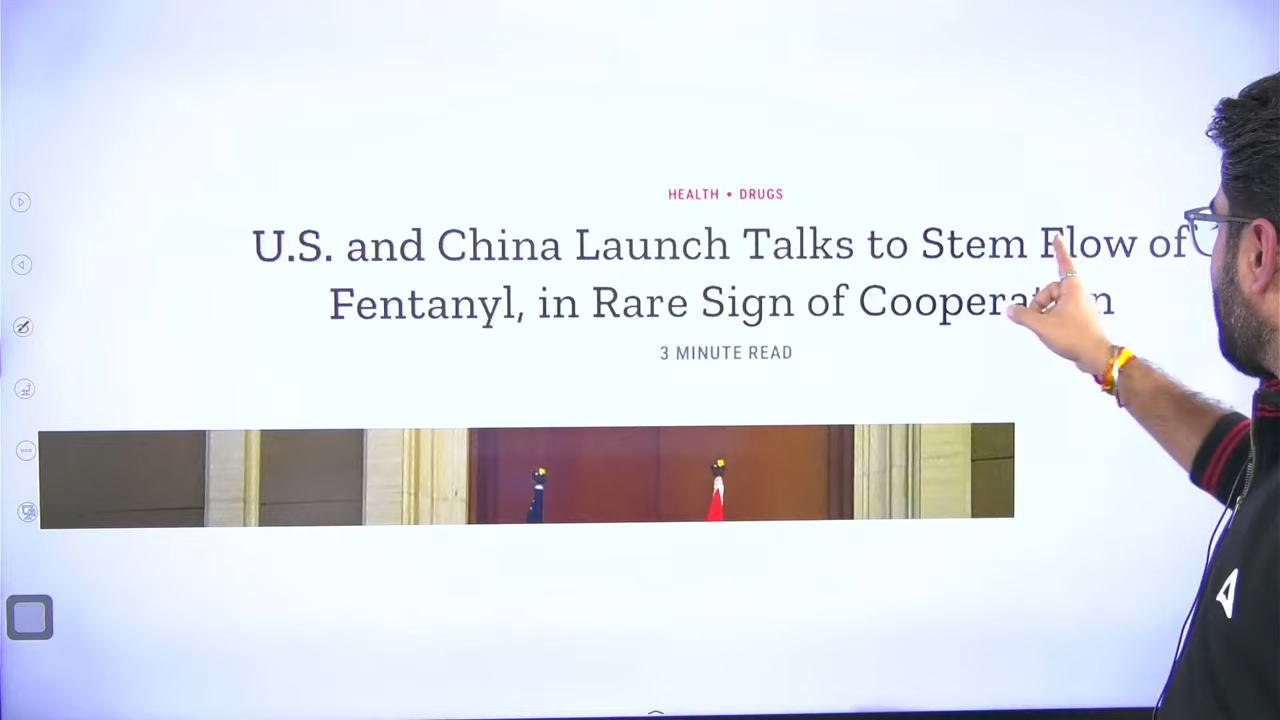 HEALTH • DRUGS
U.S. and China Launch Talks to Stem Flow of
Fentanyl, in Rare Sign of
3 MINUTE READ